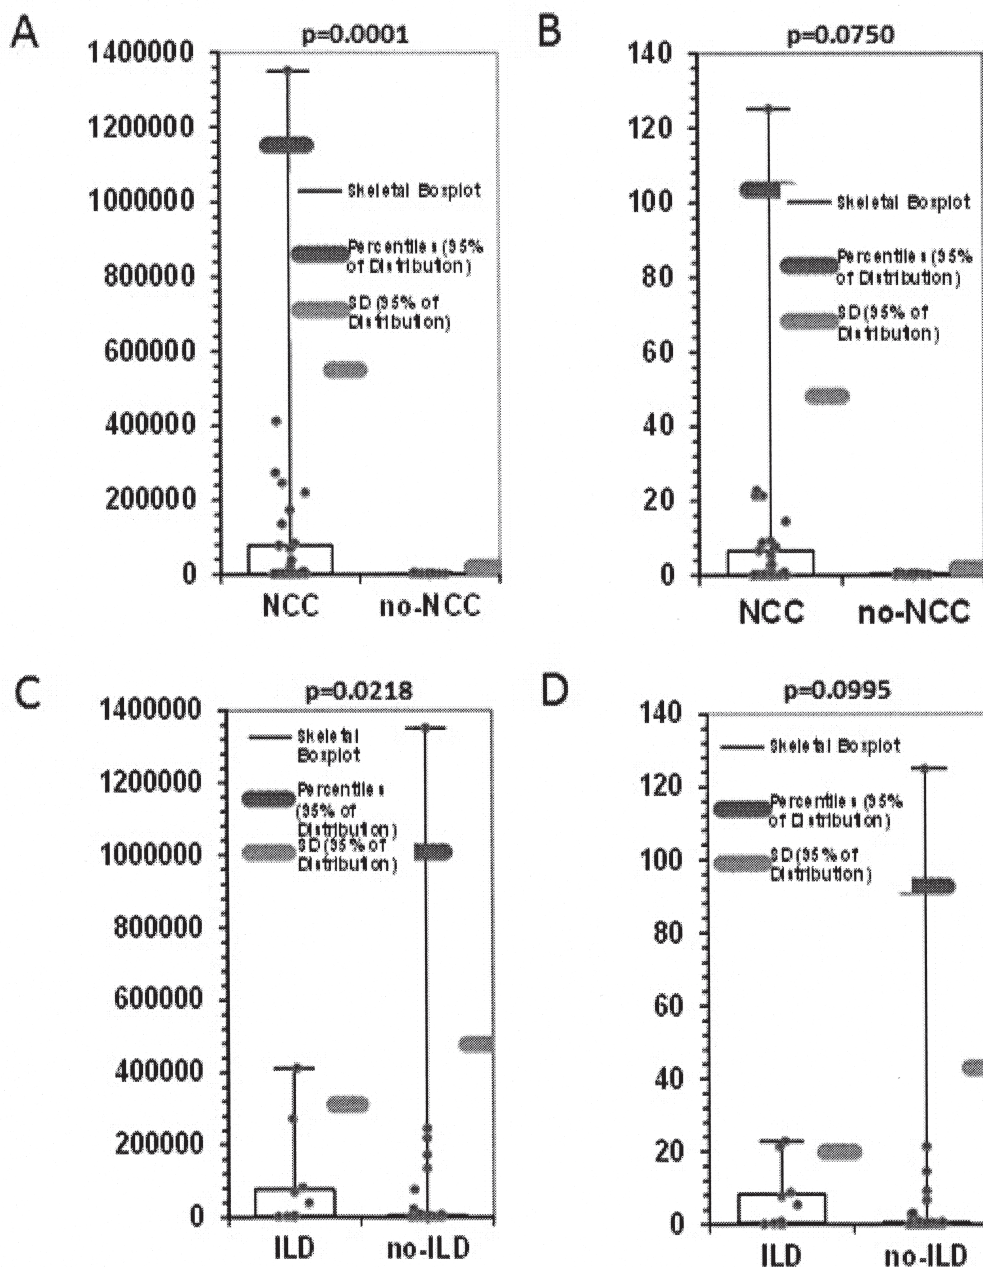 A
p=0.0001
1400000
1200000
1000000
800000
600000
400000
200000
0
Skeletal Boxplot
Percentiles (95%
of Distribution)
SD (95% of
Distribution)
NCC
no-NCC
B
p=0.0750
140
120
100
80
60
40
20
0
Skeletal Boxplot
Percentiles (95%
of Distribution)
SD (95% of
Distribution)
NCC
no-NCC
C
p=0.0218
1400000
1200000
1000000
800000
600000
400000
200000
0
Skeletal
Boxplot
Percentiles
(95% of
Distribution)
SD (95% of
Distribution)
ILD
no-ILD
D
p=0.0995
140
120
100
80
60
40
20
0
Skeletal Boxplot
Percentiles (95%
of Distribution)
SD (95% of
Distribution)
ILD
no-ILD